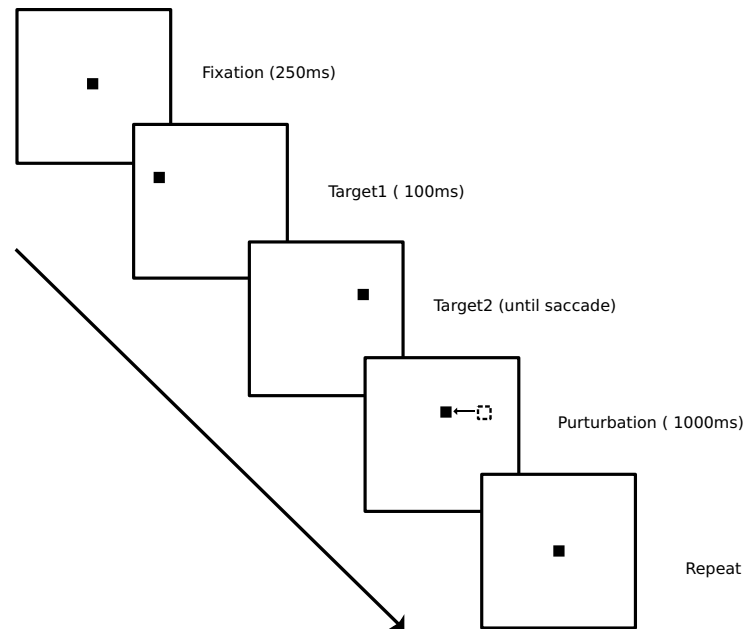 Fixation (250ms)
Target1 ( 100ms)
Target2 (until saccade)
Purturbation ( 1000ms)
Repeat